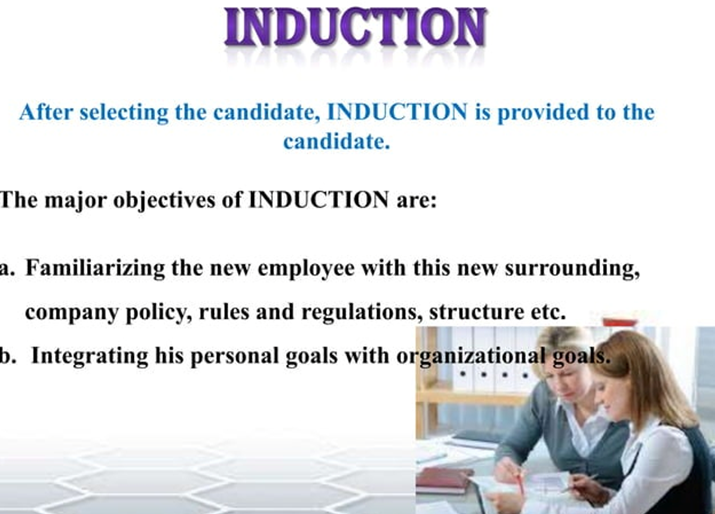 INDUCTION
After selecting the candidate, INDUCTION is provided to the
candidate.
The major objectives of INDUCTION are:
a. Familiarizing the new employee with this new surrounding,
company policy, rules and regulations, structure etc.
b. Integrating his personal goals with organizational goals.